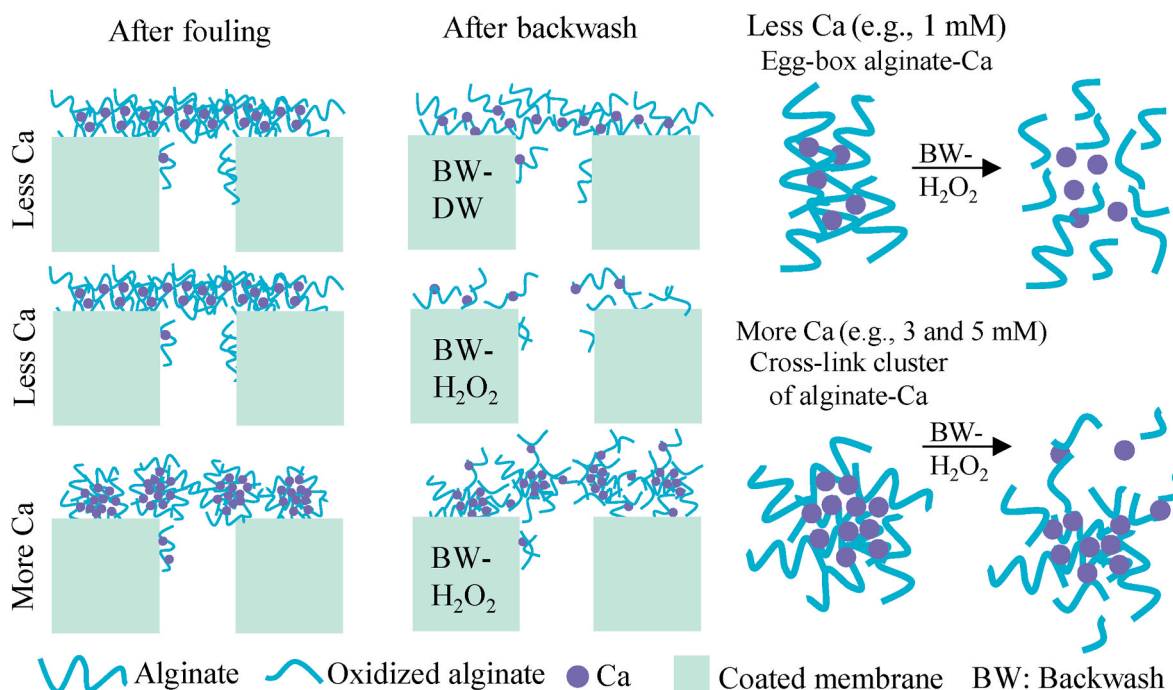 After fouling
After backwash
Less Ca (e.g., 1 mM)
Egg-box alginate-Ca
Less Ca
BW-
DW
BW-
H₂O₂
Less Ca
BW-
H₂O₂
More Ca (e.g., 3 and 5 mM)
Cross-link cluster
of alginate-Ca
BW-
H₂O₂
More Ca
BW-
H₂O₂
Alginate
Oxidized alginate
Ca
Coated membrane
BW: Backwash